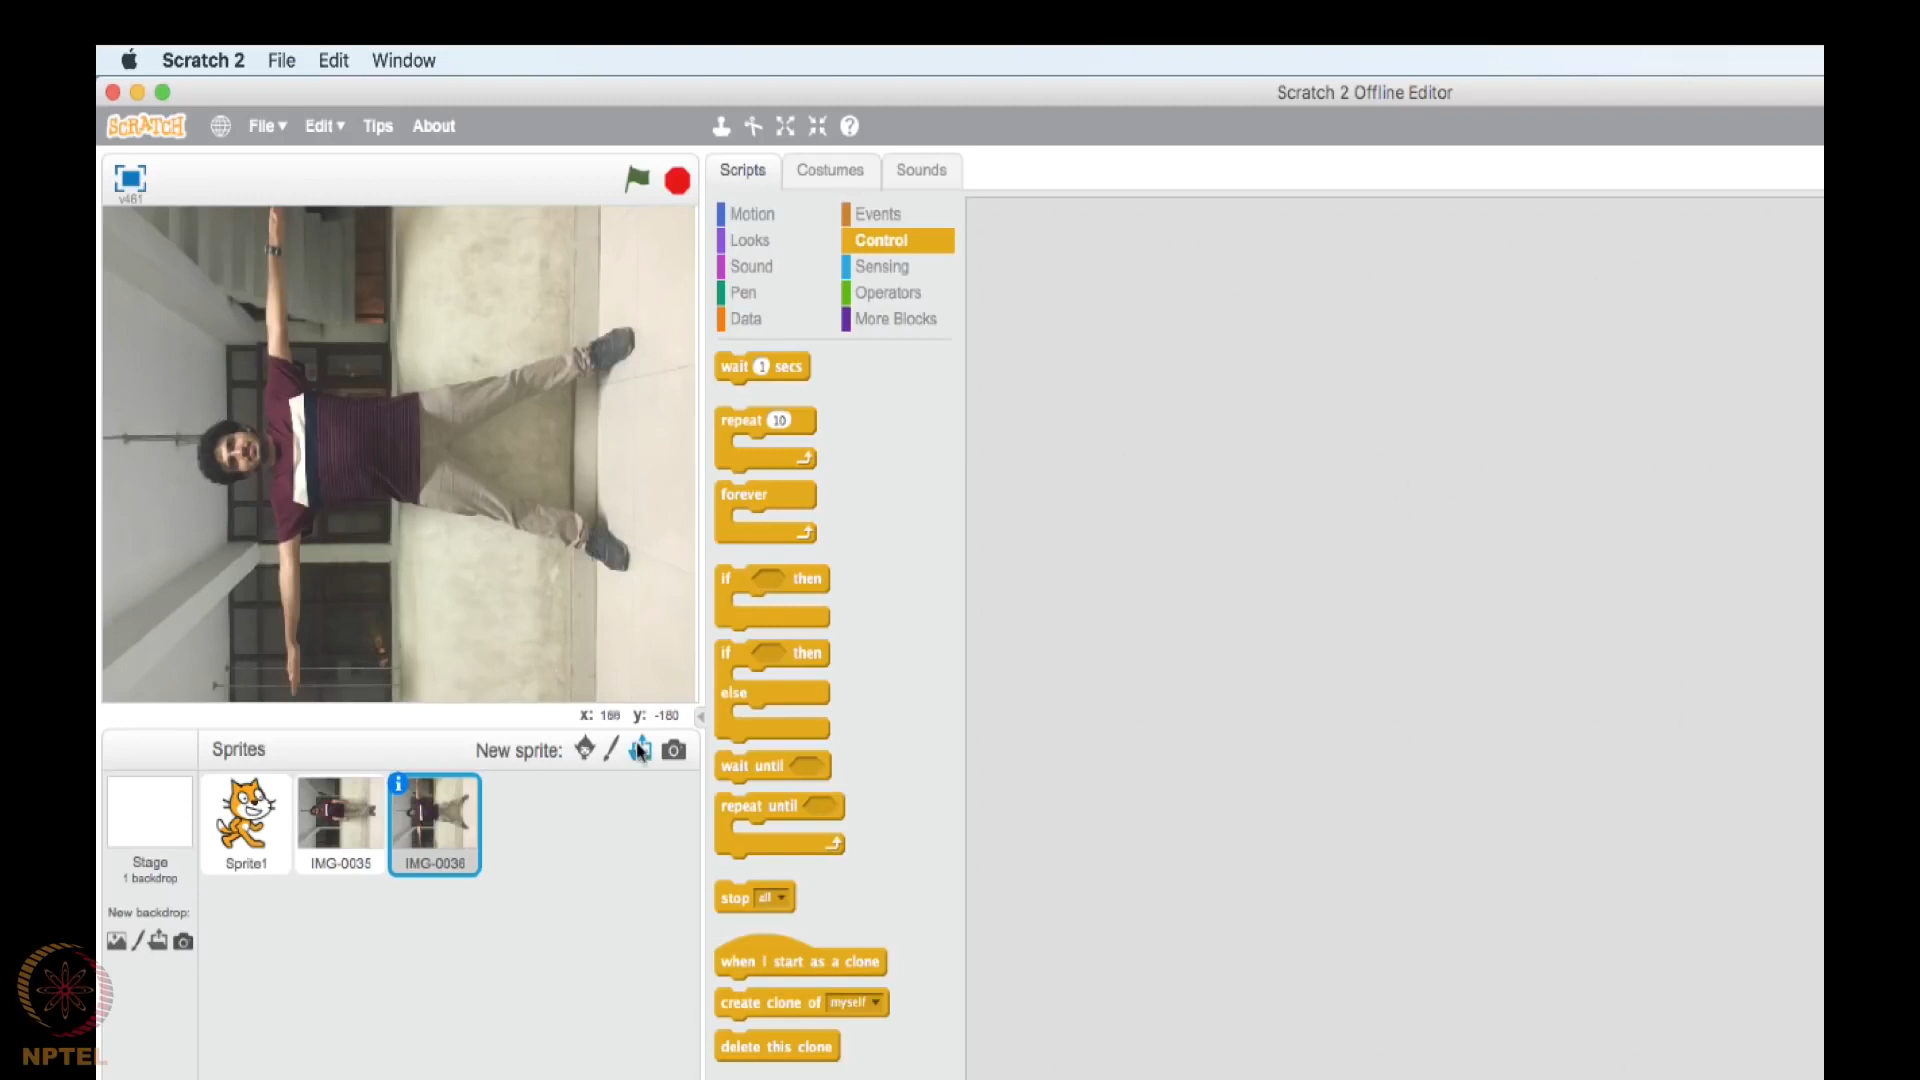 Scratch 2 File Edit Window
Scratch 2 Offline Editor
SCRATCH File Edit Tips About
v461
Scripts Costumes Sounds
Motion Events
Looks Control
Sound Sensing
Pen Operators
Data More Blocks
wait 1 secs
repeat 10
forever
if then
if then
else
wait until
repeat until
stop all
when I start as a clone
create clone of myself
delete this clone
x: 166 y: -180
Sprites New sprite:
Stage
1 backdrop
New backdrop:
Sprite1
IMG-0035
IMG-0036
NPTEL